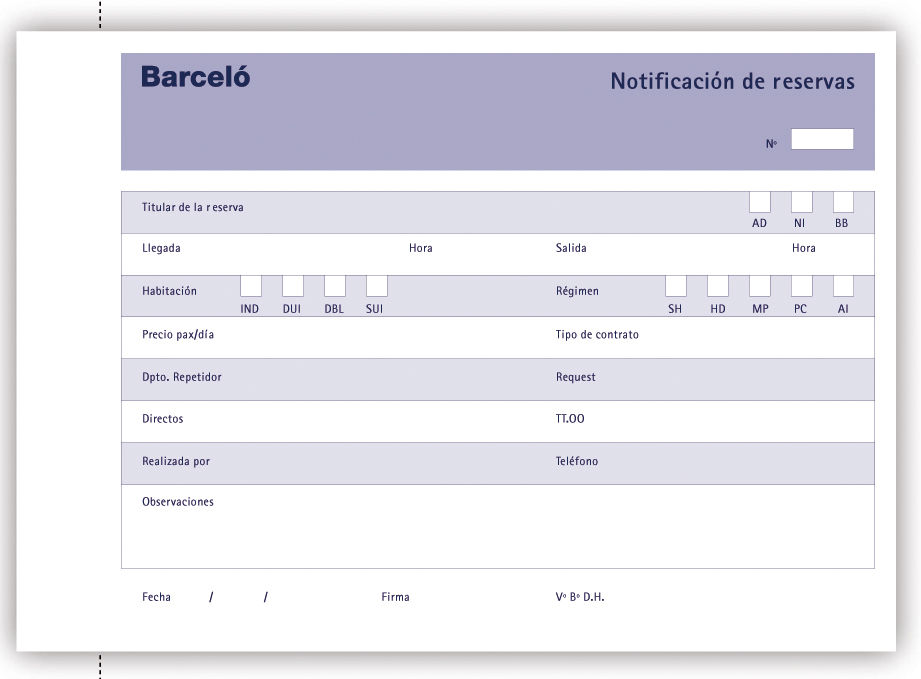 Barceló
Notificación de reservas
Nº
Titular de la reserva
AD NI BB
Llegada Hora Salida Hora
Habitación IND DUI DBL SUI Régimen SH HD MP PC AI
Precio pax/día Tipo de contrato
Dpto. Repetidor Request
Directos TT.OO
Realizada por Teléfono
Observaciones
Fecha / / Firma Vº Bº D.H.